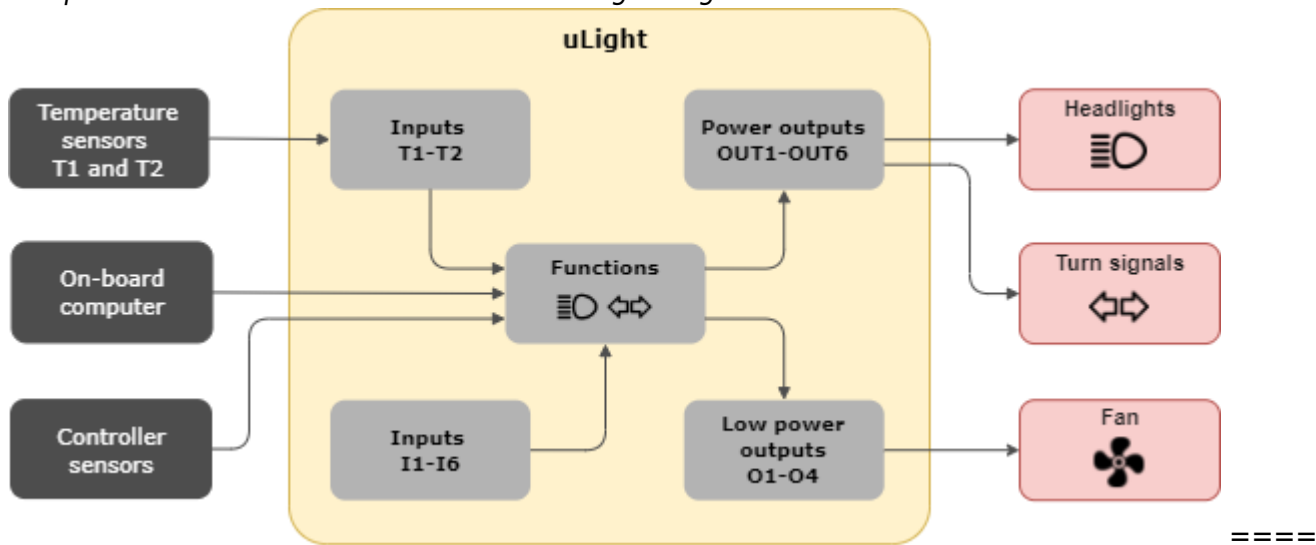 uLight
Temperature
sensors
T1 and T2
Inputs
T1-T2
Power outputs
OUT1-OUT6
Headlights
On-board
computer
Functions
Turn signals
Controller
sensors
Inputs
I1-I6
Low power
outputs
O1-O4
Fan
====